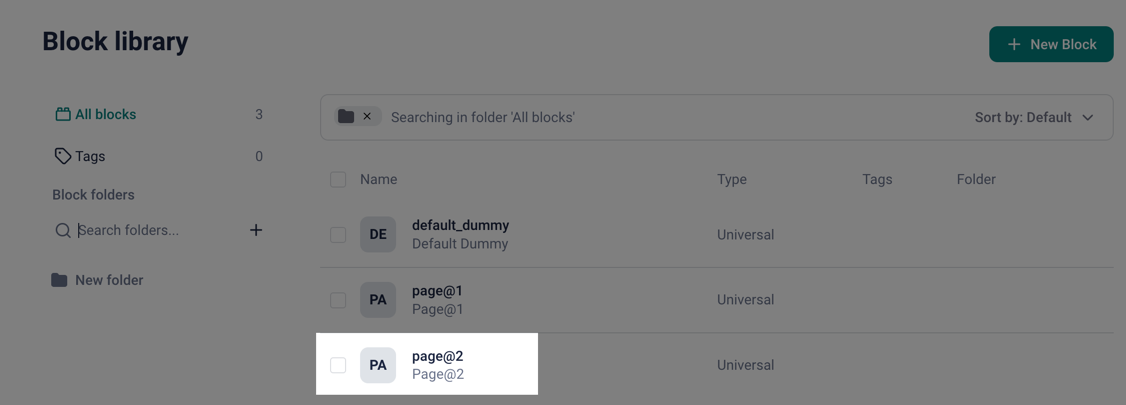 Block library
New Block
All blocks 3
Tags 0
Block folders
Search folders...
New folder
Searching in folder 'All blocks'
Sort by: Default
Name Type Tags Folder
DE default_dummy Universal
Default Dummy
PA page@1 Universal
Page@1
PA page@2 Universal
Page@2